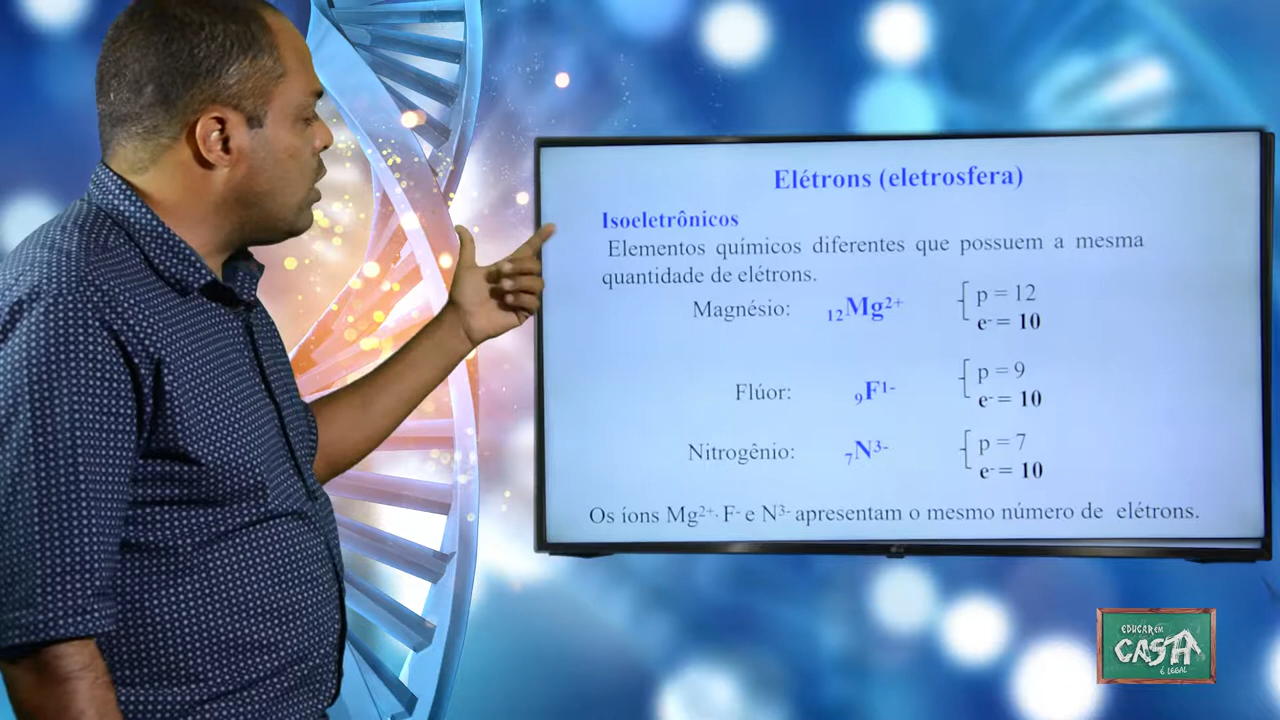 Elétrons (eletrosfera)
Isoeletrônicos
Elementos químicos diferentes que possuem a mesma
quantidade de elétrons.
Magnésio: ₁₂Mg²⁺ p = 12
e⁻= 10
Flúor: ₉F¹⁻ p = 9
e⁻= 10
Nitrogênio: ₇N³⁻ p = 7
e⁻= 10
Os íons Mg²⁺, F⁻ e N³⁻ apresentam o mesmo número de elétrons.
EDUCAR EM
CASA
É LEGAL